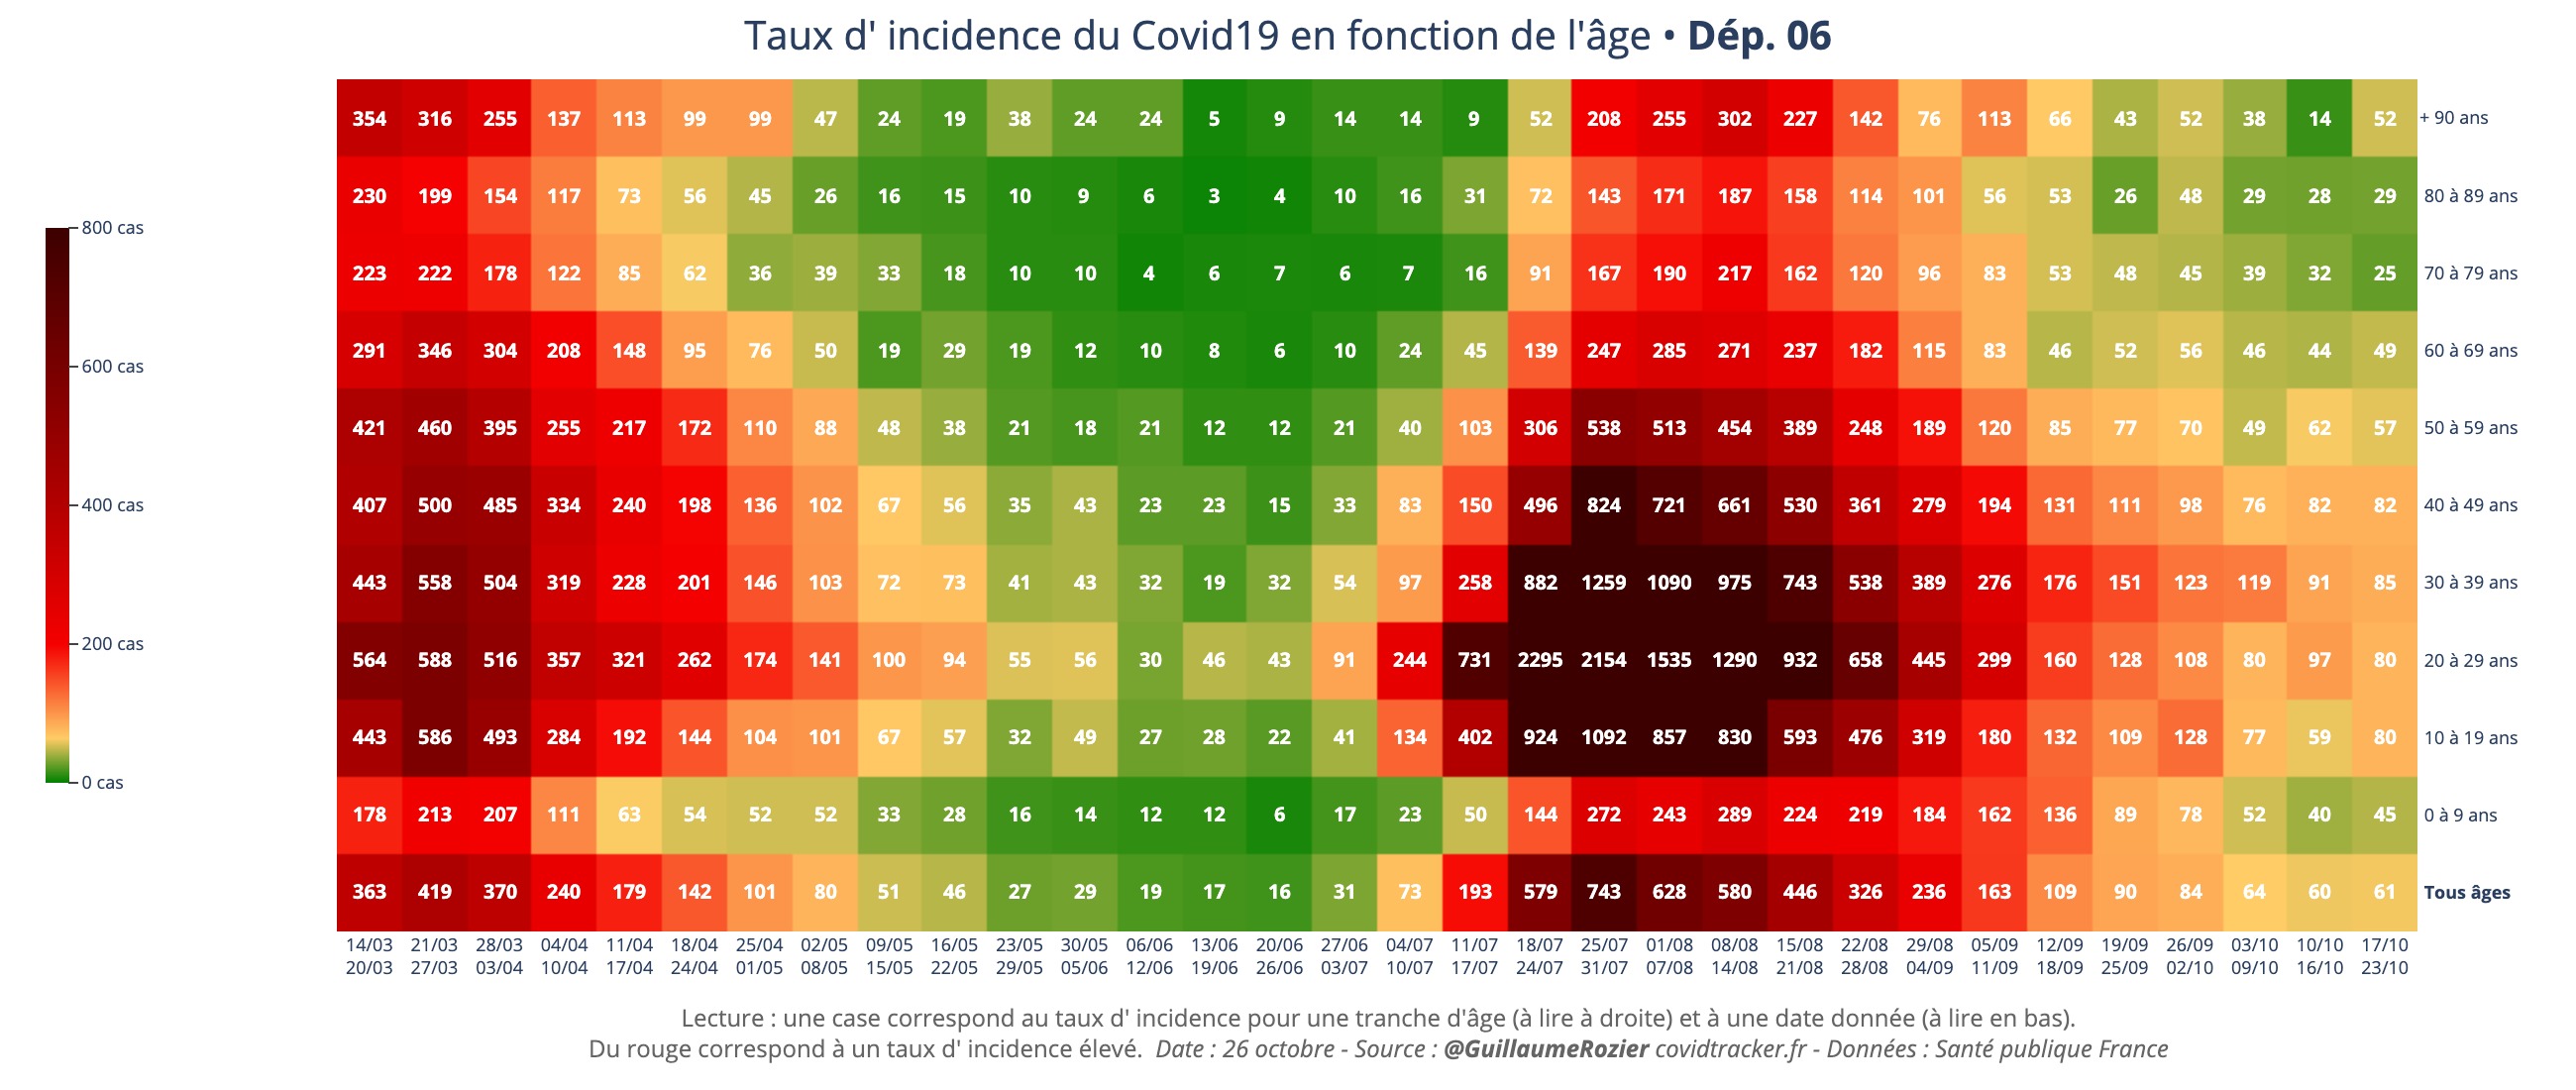 Taux d' incidence du Covid19 en fonction de l'âge • Dép. 06
800 cas
600 cas
400 cas
200 cas
0 cas
354 316 255 137 113 99 99 47 24 19 38 24 24 5 9 14 14 9 52 208 255 302 227 142 76 113 66 43 52 38 14 52 + 90 ans
230 199 154 117 73 56 45 26 16 15 10 9 6 3 4 10 16 31 72 143 171 187 158 114 101 56 53 26 48 29 28 29 80 à 89 ans
223 222 178 122 85 62 36 39 33 18 10 10 4 6 7 6 7 16 91 167 190 217 162 120 96 83 53 48 45 39 32 25 70 à 79 ans
291 346 304 208 148 95 76 50 19 29 19 12 10 8 6 10 24 45 139 247 285 271 237 182 115 83 46 52 56 46 44 49 60 à 69 ans
421 460 395 255 217 172 110 88 48 38 21 18 21 12 12 21 40 103 306 538 513 454 389 248 189 120 85 77 70 49 62 57 50 à 59 ans
407 500 485 334 240 198 136 102 67 56 35 43 23 23 15 33 83 150 496 824 721 661 530 361 279 194 131 111 98 76 82 82 40 à 49 ans
443 558 504 319 228 201 146 103 72 73 41 43 32 19 32 54 97 258 882 1259 1090 975 743 538 389 276 176 151 123 119 91 85 30 à 39 ans
564 588 516 357 321 262 174 141 100 94 55 56 30 46 43 91 244 731 2295 2154 1535 1290 932 658 445 299 160 128 108 80 97 80 20 à 29 ans
443 586 493 284 192 144 104 101 67 57 32 49 27 28 22 41 134 402 924 1092 857 830 593 476 319 180 132 109 128 77 59 80 10 à 19 ans
178 213 207 111 63 54 52 52 33 28 16 14 12 12 6 17 23 50 144 272 243 289 224 219 184 162 136 89 78 52 40 45 0 à 9 ans
363 419 370 240 179 142 101 80 51 46 27 29 19 17 16 31 73 193 579 743 628 580 446 326 236 163 109 90 84 64 60 61 Tous âges
14/03 21/03 28/03 04/04 11/04 18/04 25/04 02/05 09/05 16/05 23/05 30/05 06/06 13/06 20/06 27/06 04/07 11/07 18/07 25/07 01/08 08/08 15/08 22/08 29/08 05/09 12/09 19/09 26/09 03/10 10/10 17/10
20/03 27/03 03/04 10/04 17/04 24/04 01/05 08/05 15/05 22/05 29/05 05/06 12/06 19/06 26/06 03/07 10/07 17/07 24/07 31/07 07/08 14/08 21/08 28/08 04/09 11/09 18/09 25/09 02/10 09/10 16/10 23/10
Lecture : une case correspond au taux d' incidence pour une tranche d'âge (à lire à droite) et à une date donnée (à lire en bas).
Du rouge correspond à un taux d' incidence élevé. Date : 26 octobre - Source : @GuillaumeRozier covidtracker.fr - Données : Santé publique France